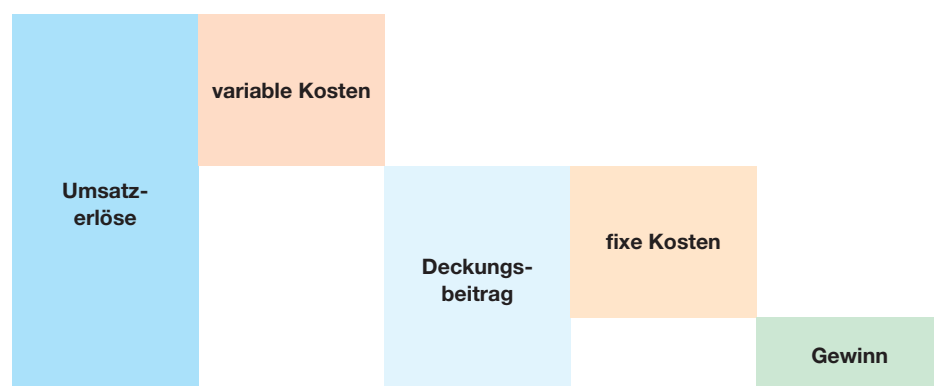 variable Kosten
Umsatz-
erlöse
fixe Kosten
Deckungs-
beitrag
Gewinn